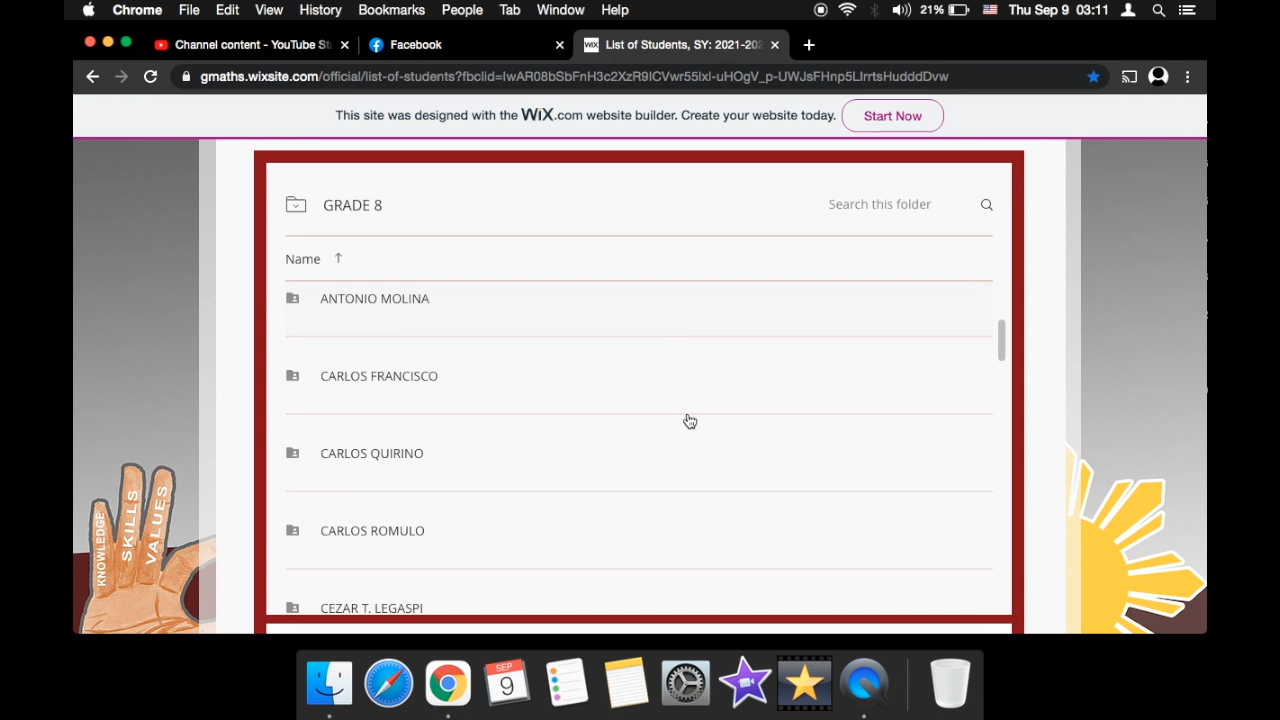 Chrome File Edit View History Bookmarks People Tab Window Help 21% Thu Sep 9 03:11
Channel content - YouTube St
Facebook
WiX List of Students, SY: 2021-202
gmaths.wixsite.com/official/list-of-students?fbclid=IwAR08bSbFnH3c2XzR9lCVwr55lxl-uHOgV_p-UWJsFHnp5LIrrtsHudddDvw
This site was designed with the WiX.com website builder. Create your website today. Start Now
GRADE 8
Search this folder
Name ↑
ANTONIO MOLINA
CARLOS FRANCISCO
CARLOS QUIRINO
CARLOS ROMULO
CEZAR T. LEGASPI
KNOWLEDGE
SKILLS
VALUES
SEP
9